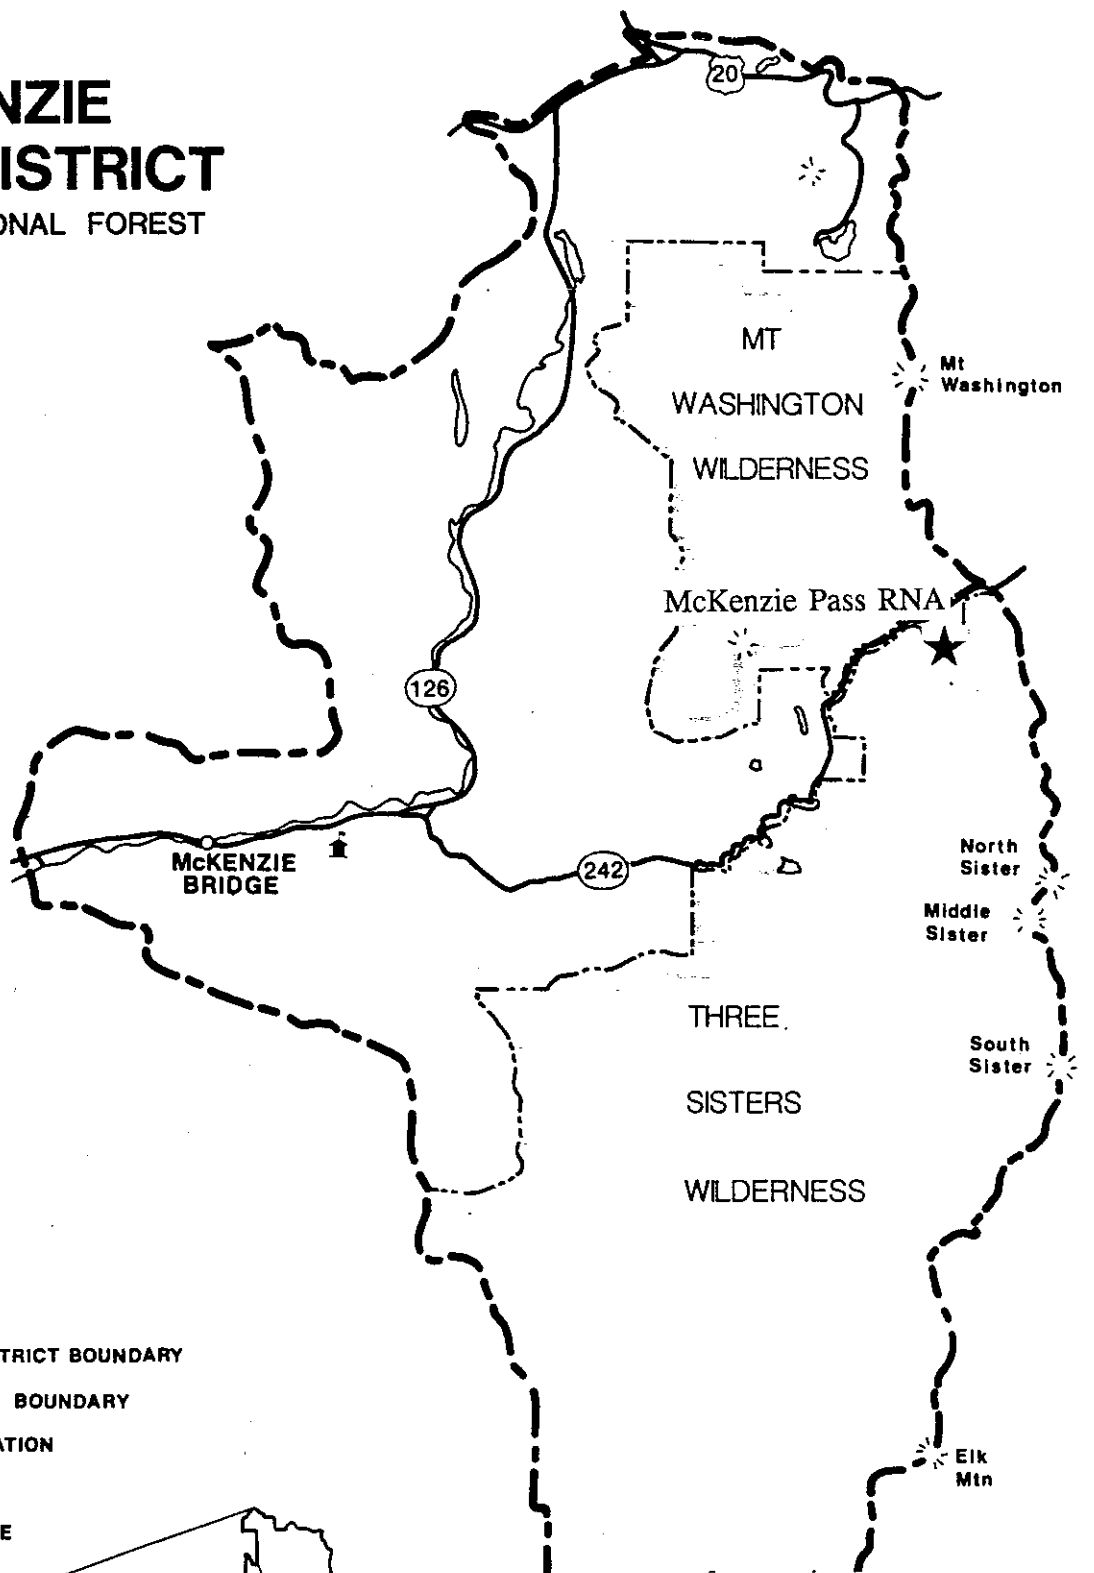 NZIE
ISTRICT
ONAL FOREST
20
MT
WASHINGTON
WILDERNESS
Mt
Washington
McKenzie Pass RNA
126
McKENZIE
BRIDGE
242
North
Sister
Middle
Sister
THREE
SISTERS
WILDERNESS
South
Sister
TRICT BOUNDARY
BOUNDARY
ATION
E
Elk
Mtn